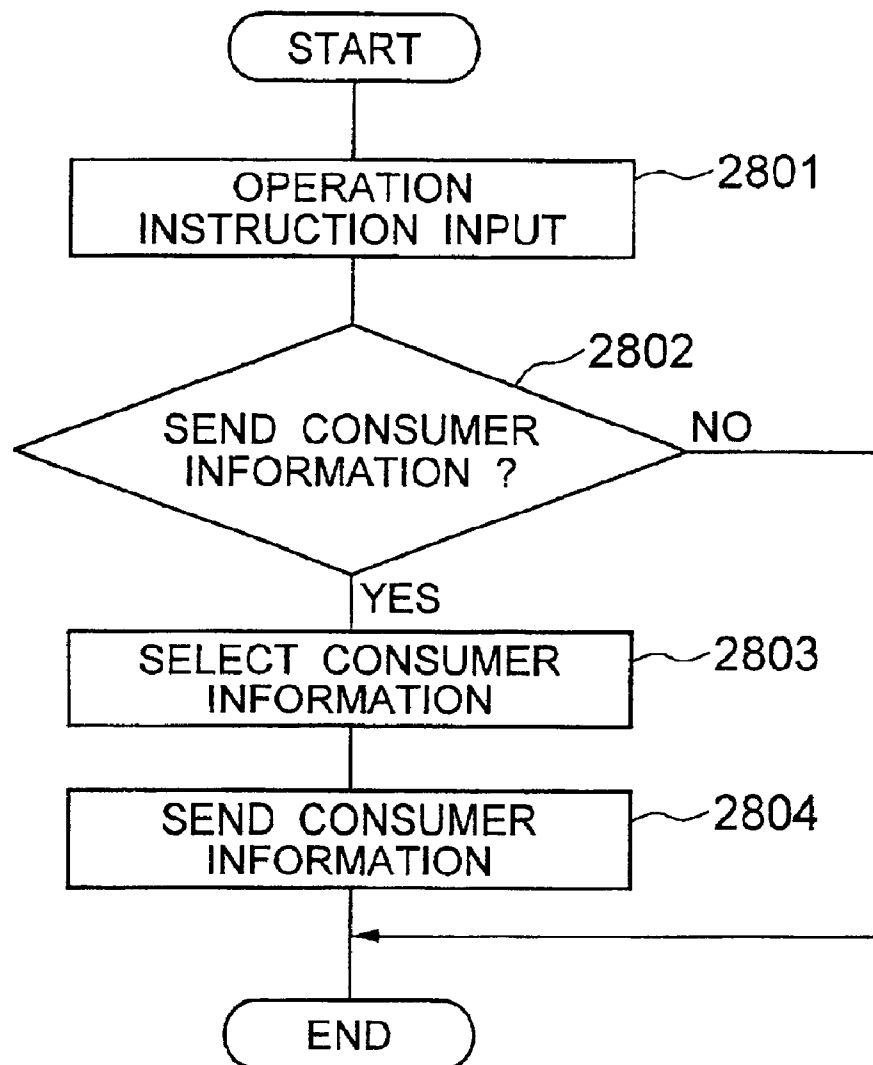 START
2801
OPERATION
INSTRUCTION INPUT
2802
SEND CONSUMER
INFORMATION ?
NO
YES
2803
SELECT CONSUMER
INFORMATION
2804
SEND CONSUMER
INFORMATION
END